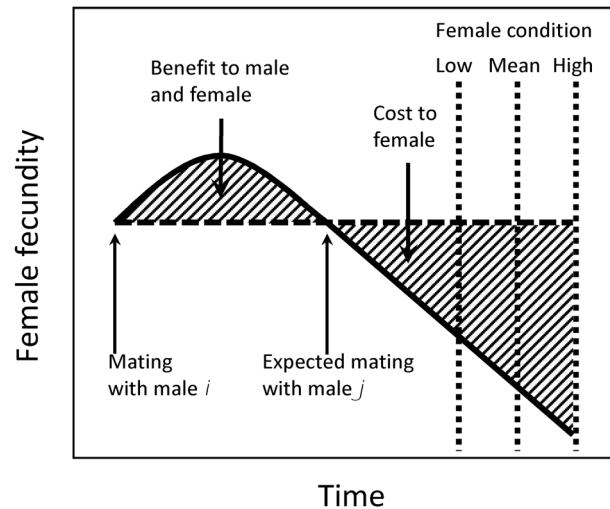 Female condition
Low Mean High
Benefit to male
and female
Cost to
female
Female fecundity
Mating
with male i
Expected mating
with male j
Time